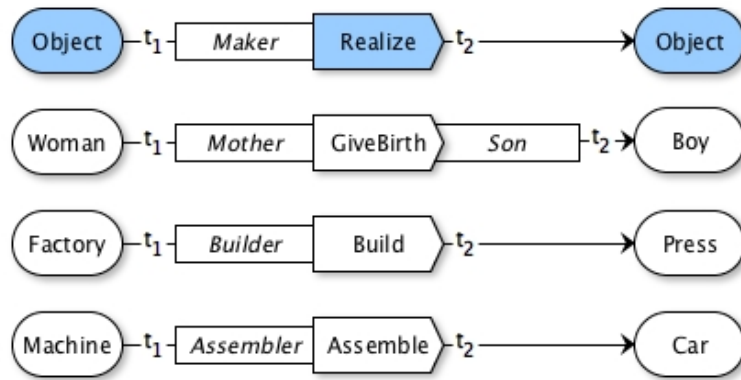 Object t₁ Maker Realize t₂ Object
Woman t₁ Mother GiveBirth Son t₂ Boy
Factory t₁ Builder Build t₂ Press
Machine t₁ Assembler Assemble t₂ Car